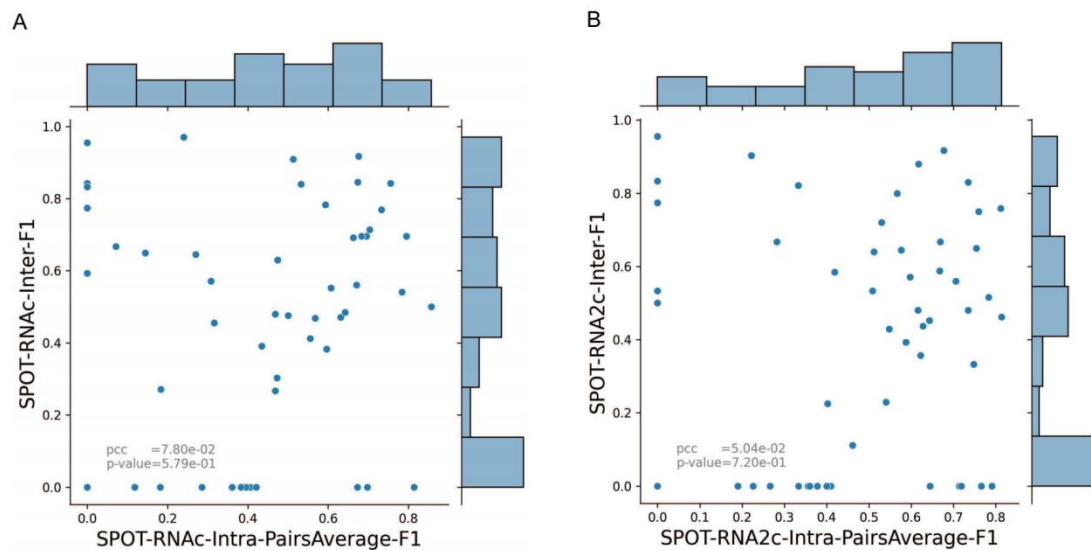 A
1.0
0.8
0.6
0.4
0.2
0.0
SPOT-RNAc-Inter-F1
pcc =7.80e-02
p-value=5.79e-01
0.0 0.2 0.4 0.6 0.8
SPOT-RNAc-Intra-PairsAverage-F1
B
1.0
0.8
0.6
0.4
0.2
0.0
SPOT-RNA2c-Inter-F1
pcc =5.04e-02
p-value=7.20e-01
0.0 0.1 0.2 0.3 0.4 0.5 0.6 0.7 0.8
SPOT-RNA2c-Intra-PairsAverage-F1